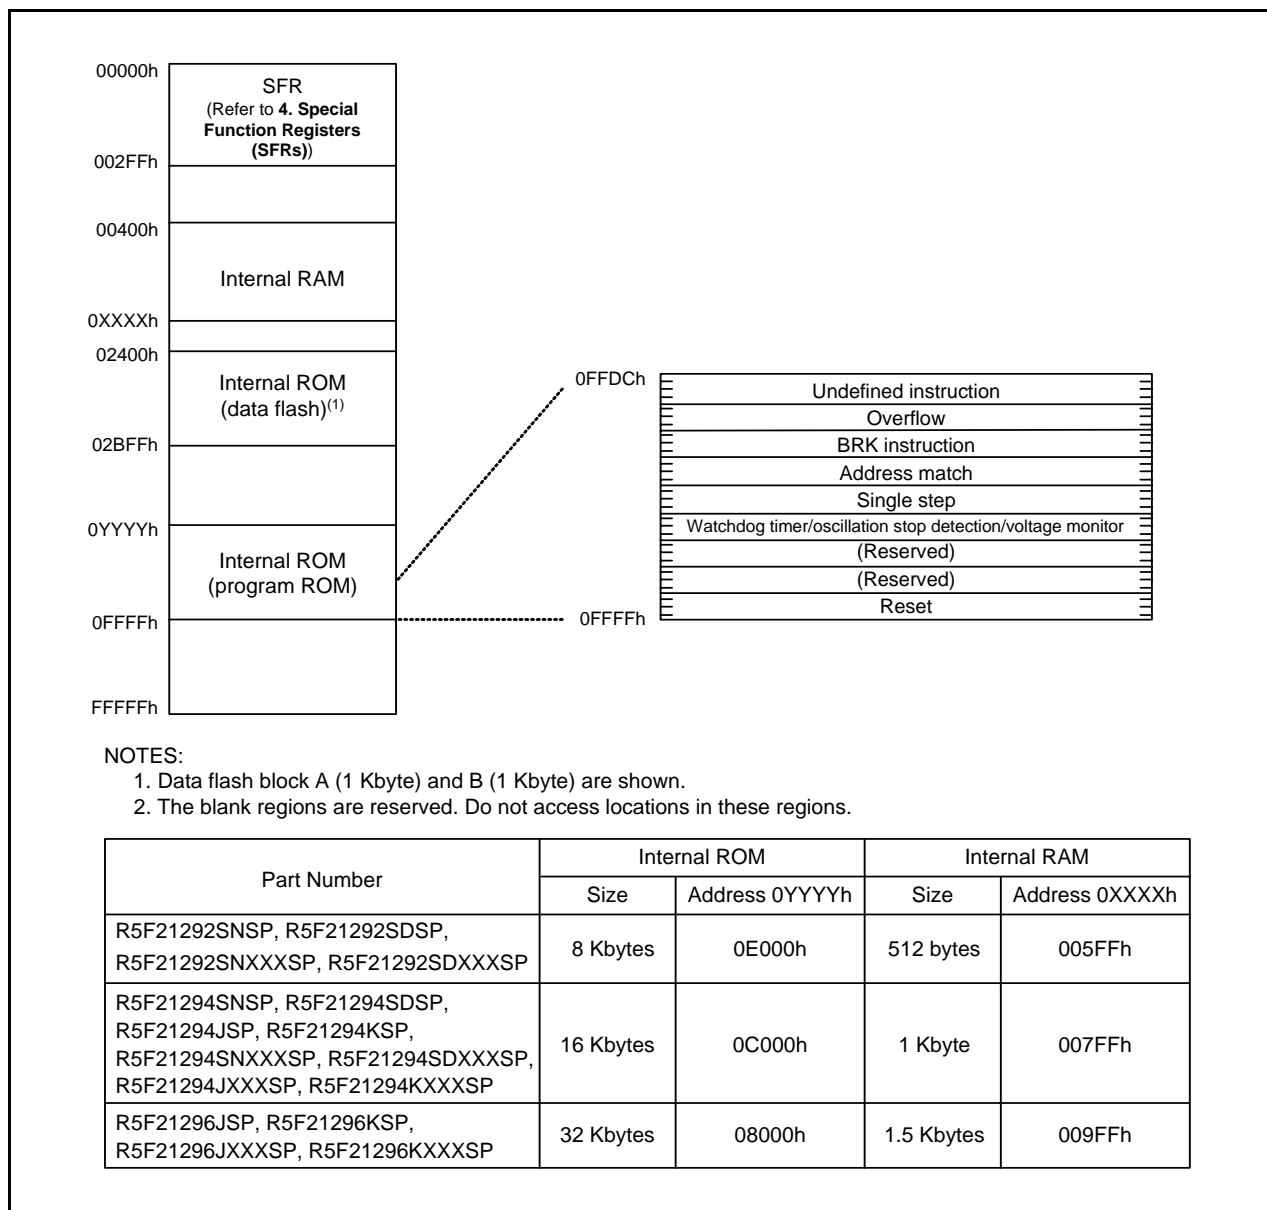 00000h
SFR
(Refer to 4. Special
Function Registers
(SFRs))
002FFh
00400h
Internal RAM
0XXXXh
02400h
Internal ROM
(data flash)(1)
02BFFh
0YYYYh
Internal ROM
(program ROM)
0FFFFh
FFFFFh
0FFDCh
Undefined instruction
Overflow
BRK instruction
Address match
Single step
Watchdog timer/oscillation stop detection/voltage monitor
(Reserved)
(Reserved)
Reset
0FFFFh
NOTES:
1. Data flash block A (1 Kbyte) and B (1 Kbyte) are shown.
2. The blank regions are reserved. Do not access locations in these regions.
Part Number
Internal ROM
Internal RAM
Size
Address 0YYYYh
Size
Address 0XXXXh
R5F21292SNSP, R5F21292SDSP,
R5F21292SNXXXSP, R5F21292SDXXXSP
8 Kbytes
0E000h
512 bytes
005FFh
R5F21294SNSP, R5F21294SDSP,
R5F21294JSP, R5F21294KSP,
R5F21294SNXXXSP, R5F21294SDXXXSP,
R5F21294JXXXSP, R5F21294KXXXSP
16 Kbytes
0C000h
1 Kbyte
007FFh
R5F21296JSP, R5F21296KSP,
R5F21296JXXXSP, R5F21296KXXXSP
32 Kbytes
08000h
1.5 Kbytes
009FFh